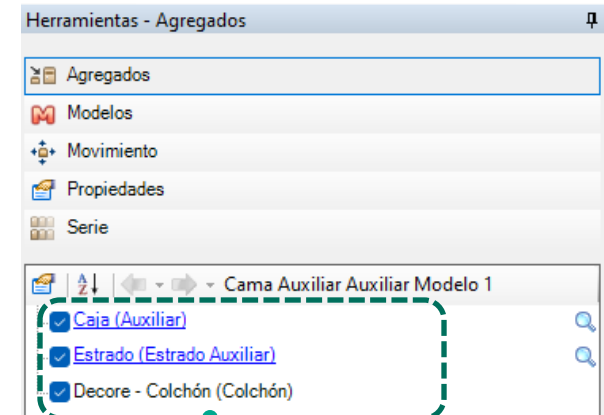 Herramientas - Agregados
Agregados
Modelos
Movimiento
Propiedades
Serie
Cama Auxiliar Auxiliar Modelo 1
Caja (Auxiliar)
Estrado (Estrado Auxiliar)
Decore - Colchón (Colchón)